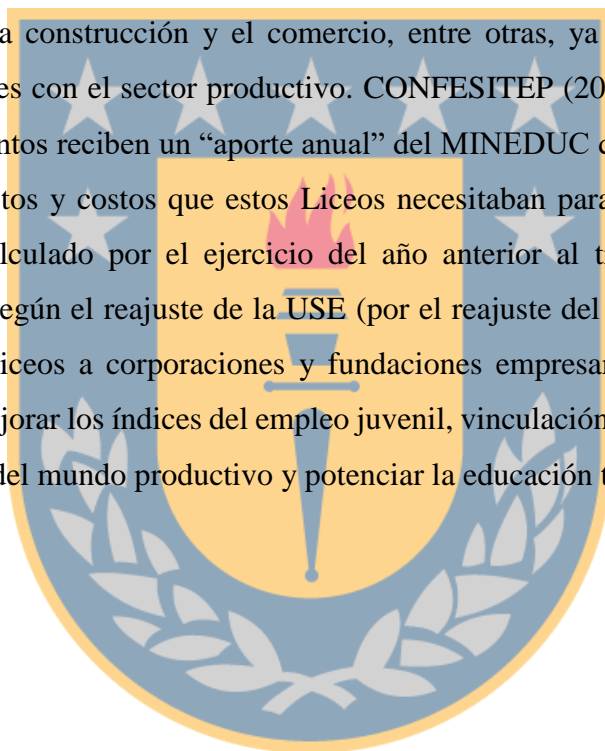 a construcción y el comercio, entre otras, ya
es con el sector productivo. CONFESITEP (20
ntos reciben un “aporte anual” del MINEDUC
tos y costos que estos Liceos necesitaban para
lculado por el ejercicio del año anterior al
egún el reajuste de la USE (por el reajuste del
iceos a corporaciones y fundaciones empresar
jorar los índices del empleo juvenil, vinculación
del mundo productivo y potenciar la educación